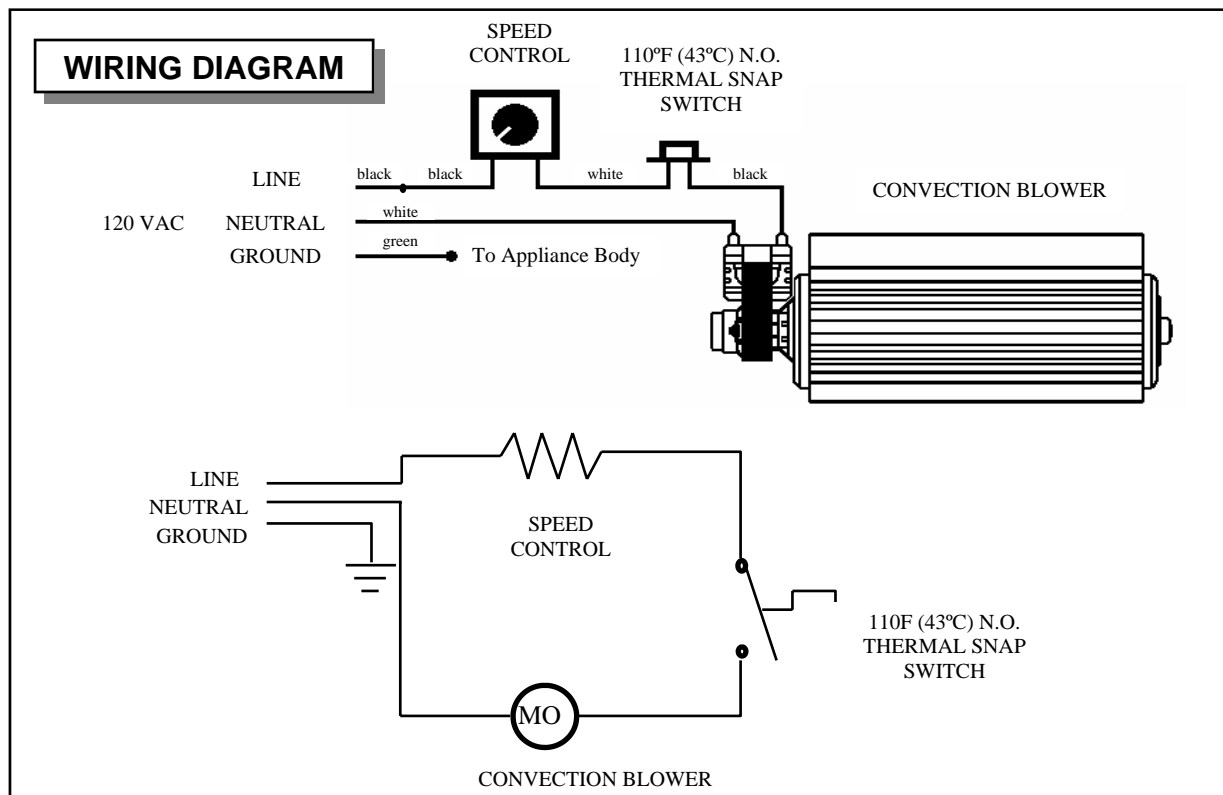 WIRING DIAGRAM
SPEED
CONTROL
110ºF (43ºC) N.O.
THERMAL SNAP
SWITCH
LINE
black
black
white
black
CONVECTION BLOWER
120 VAC
NEUTRAL
white
GROUND
green
To Appliance Body
LINE
NEUTRAL
GROUND
SPEED
CONTROL
110F (43ºC) N.O.
THERMAL SNAP
SWITCH
MO
CONVECTION BLOWER